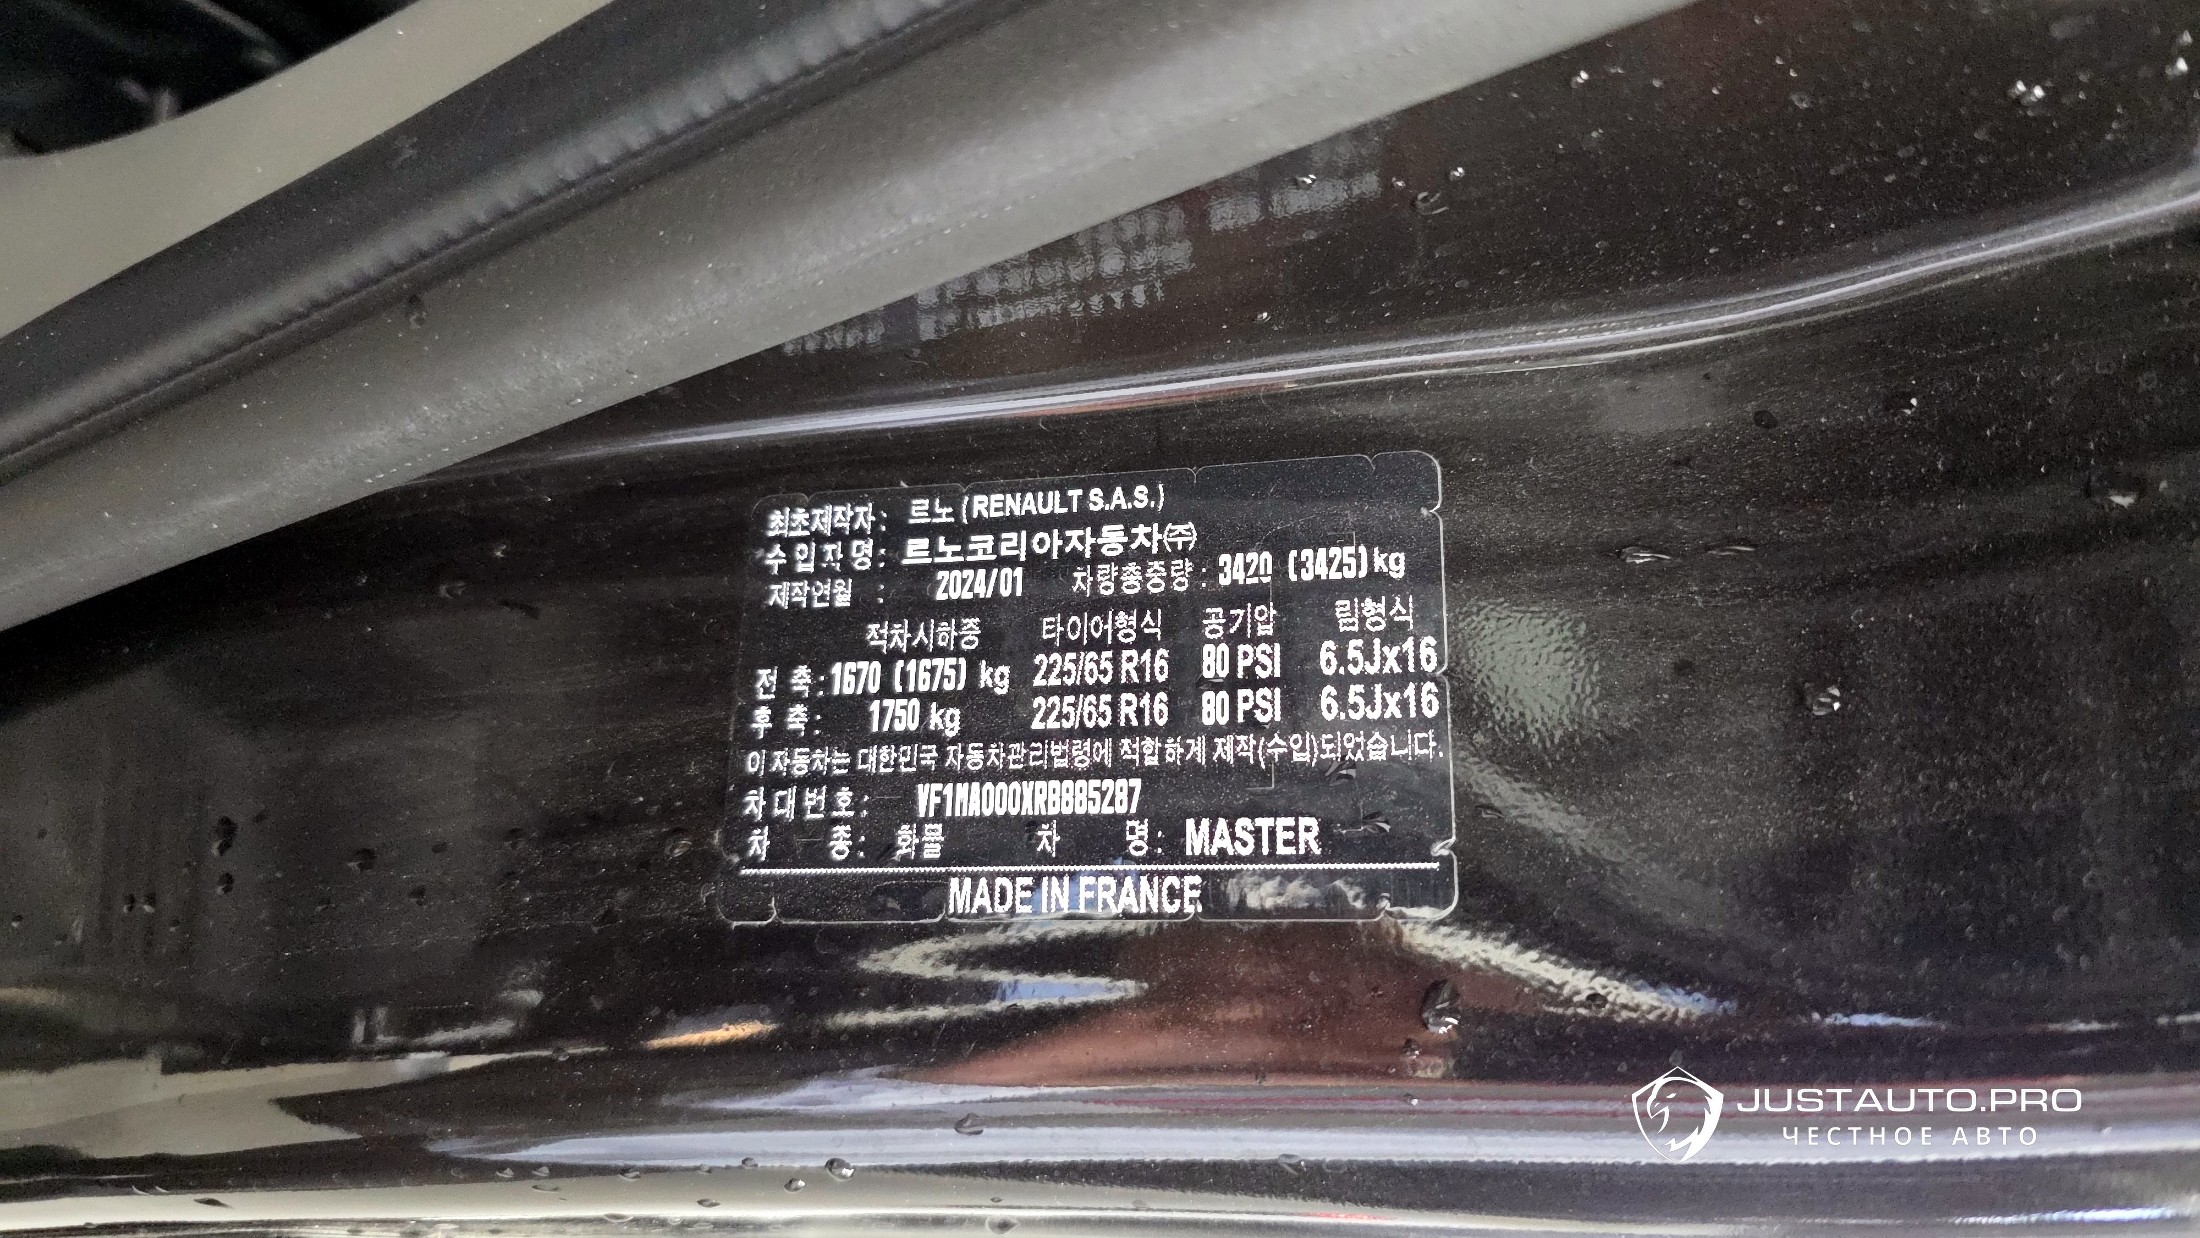 최초제작자 : 르노 (RENAULT S.A.S.)
수 입 자 명 : 르노코리아자동차㈜
제작연월 : 2024/01 차량총중량 : 3420 (3425) kg
적차시하중 타이어형식 공기압 림형식
전 축 : 1670 (1675) kg 225/65 R16 80 PSI 6.5Jx16
후 축 : 1750 kg 225/65 R16 80 PSI 6.5Jx16
이 자동차는 대한민국 자동차관리법령에 적합하게 제작(수입)되었습니다.
차 대 번 호 : VF1MA000XRB885287
차 종 : 화물 차 명 : MASTER
MADE IN FRANCE
JUSTAUTO.PRO
ЧЕСТНОЕ АВТО